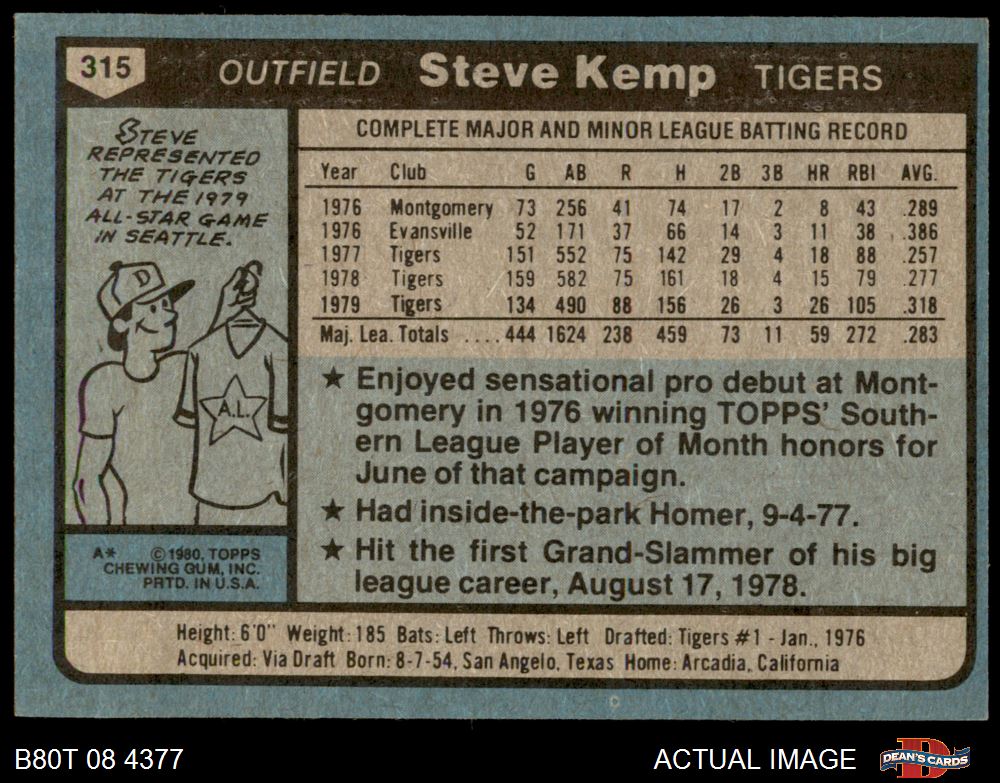 315 OUTFIELD Steve Kemp TIGERS
STEVE
REPRESENTED
THE TIGERS
AT THE 1979
ALL-STAR GAME
IN SEATTLE.
D
A.L.
A* © 1980, TOPPS
CHEWING GUM, INC.
PRTD. IN U.S.A.
COMPLETE MAJOR AND MINOR LEAGUE BATTING RECORD
Year Club G AB R H 2B 3B HR RBI AVG.
1976 Montgomery 73 256 41 74 17 2 8 43 .289
1976 Evansville 52 171 37 66 14 3 11 38 .386
1977 Tigers 151 552 75 142 29 4 18 88 .257
1978 Tigers 159 582 75 161 18 4 15 79 .277
1979 Tigers 134 490 88 156 26 3 26 105 .318
Maj. Lea. Totals .... 444 1624 238 459 73 11 59 272 .283
★ Enjoyed sensational pro debut at Mont-
gomery in 1976 winning TOPPS' South-
ern League Player of Month honors for
June of that campaign.
★ Had inside-the-park Homer, 9-4-77.
★ Hit the first Grand-Slammer of his big
league career, August 17, 1978.
Height: 6'0" Weight: 185 Bats: Left Throws: Left Drafted: Tigers #1 - Jan., 1976
Acquired: Via Draft Born: 8-7-54, San Angelo, Texas Home: Arcadia, California
B80T 08 4377 ACTUAL IMAGE D DEAN'S CARDS